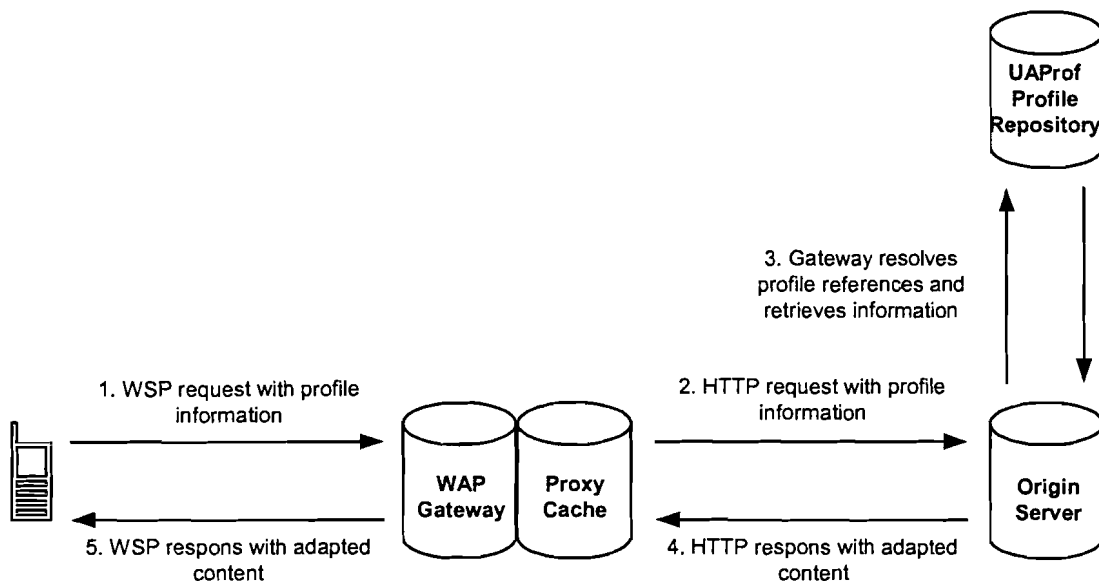 UAProf
Profile
Repository
3. Gateway resolves
profile references and
retrieves information
1. WSP request with profile
information
2. HTTP request with profile
information
WAP
Gateway
Proxy
Cache
Origin
Server
5. WSP respons with adapted
content
4. HTTP respons with adapted
content